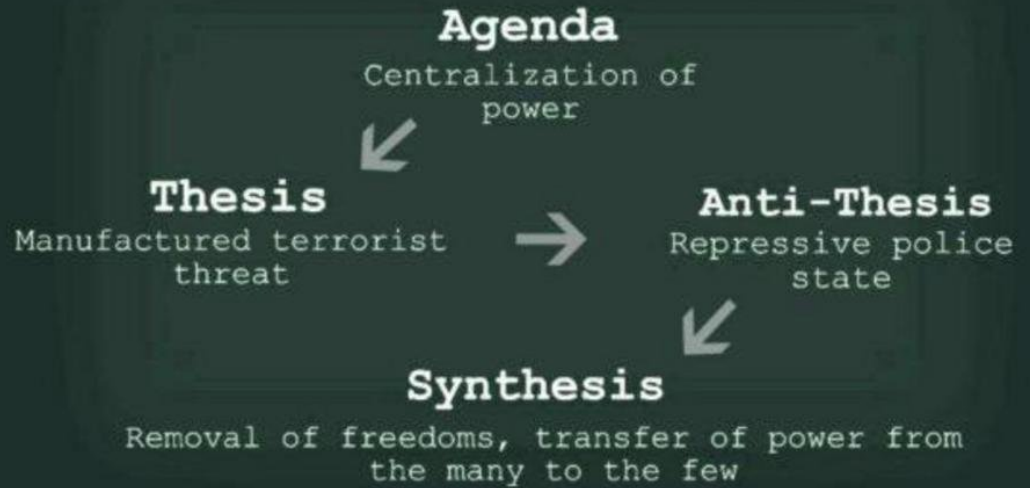 Agenda
Centralization of
power
Thesis
Manufactured terrorist
threat
Anti-Thesis
Repressive police
state
Synthesis
Removal of freedoms, transfer of power from
the many to the few